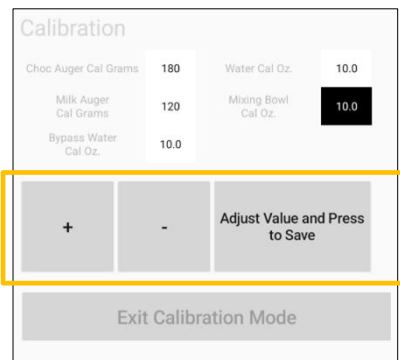 Calibration
Choc Auger Cal Grams 180 Water Cal Oz. 10.0
Milk Auger
Cal Grams
120
Mixing Bowl
Cal Oz.
10.0
Bypass Water
Cal Oz.
10.0
+ - Adjust Value and Press
to Save
Exit Calibration Mode